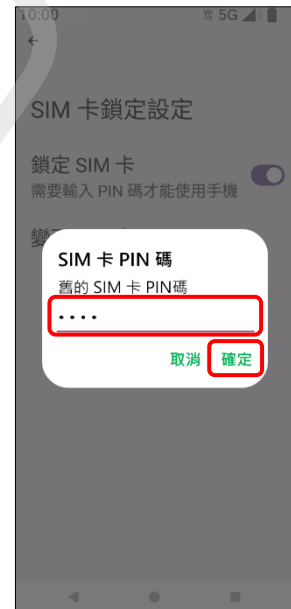 10:00 5G
SIM 卡鎖定設定
鎖定 SIM 卡
需要輸入 PIN 碼才能使用手機
變
SIM 卡 PIN 碼
舊的 SIM 卡 PIN碼
....
取消 確定